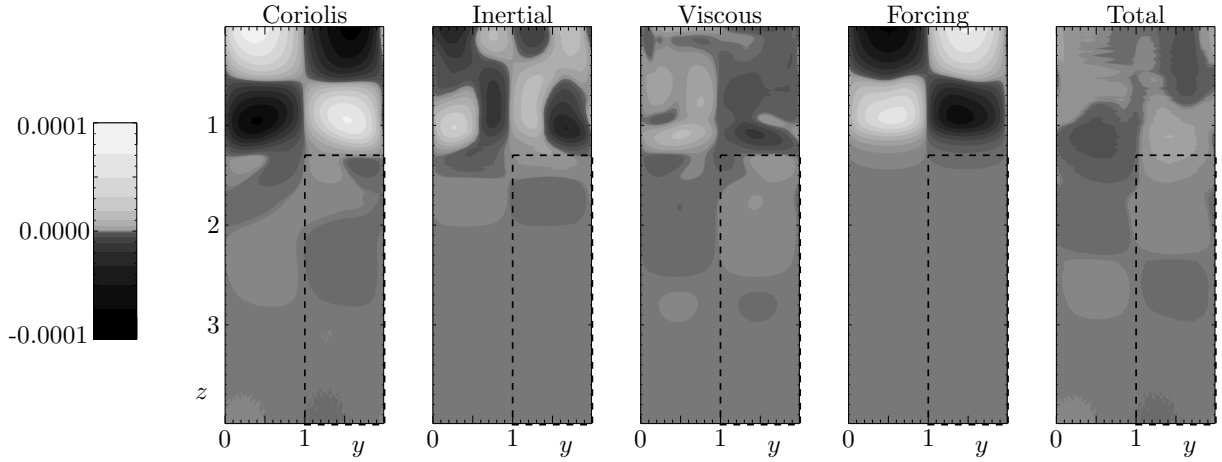 Coriolis Inertial Viscous Forcing Total
0.0001
0.0000
-0.0001
1
2
3
z
0 1 y 0 1 y 0 1 y 0 1 y 0 1 y